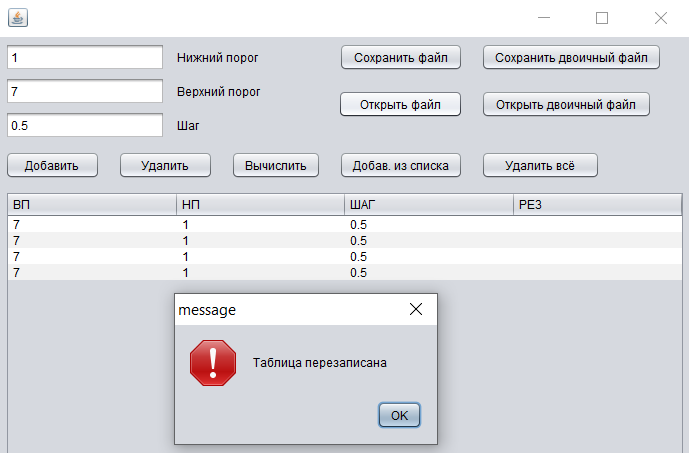 1 Нижний порог Сохранить файл Сохранить двоичный файл
7 Верхний порог Открыть файл Открыть двоичный файл
0.5 Шаг
Добавить Удалить Вычислить Добав. из списка Удалить всё
ВП НП ШАГ РЕЗ
7 1 0.5
7 1 0.5
7 1 0.5
7 1 0.5
message
Таблица перезаписана
OK